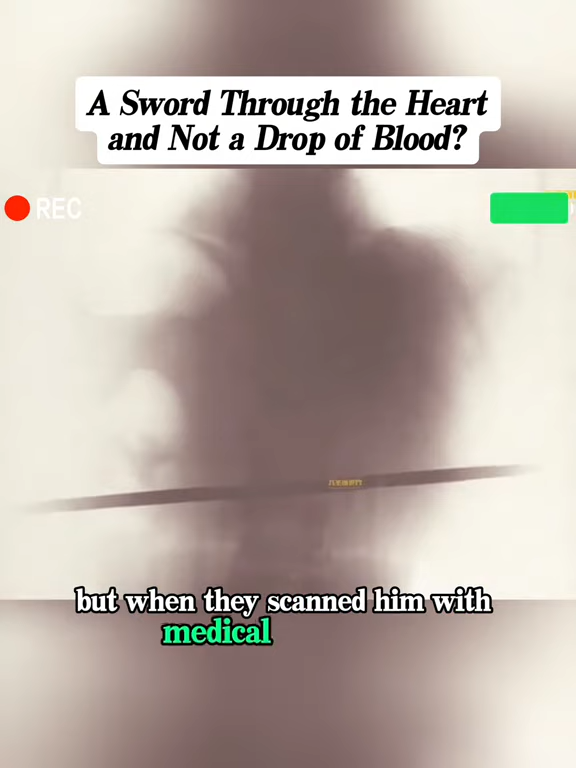 A Sword Through the Heart
and Not a Drop of Blood?
REC
but when they scanned him with
medical